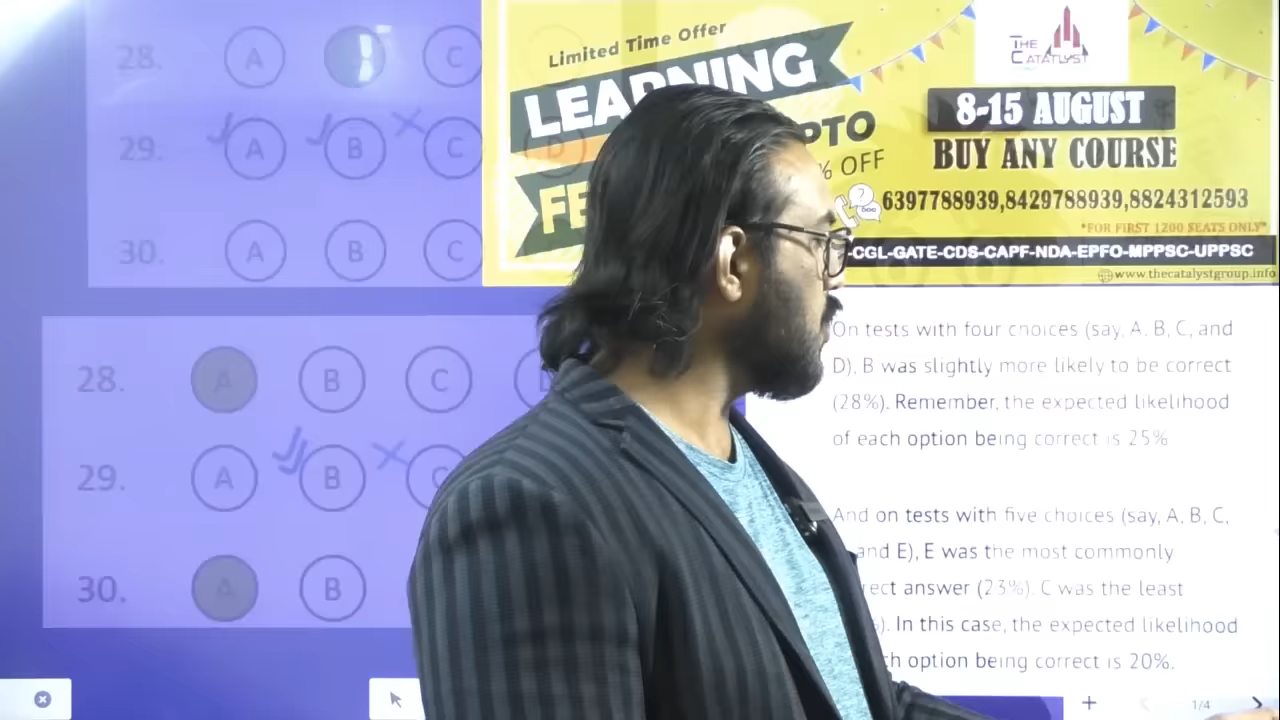 28. A C
29. A B C D
30. A B C
28. A B C D
29. A B C
30. A B
Limited Time Offer
LEARNING
% OFF
THE
CATATLYST
8-15 AUGUST
BUY ANY COURSE
6397788939,8429788939,8824312593
*FOR FIRST 1200 SEATS ONLY*
-CGL-GATE-CDS-CAPF-NDA-EPFO-MPPSC-UPPSC
www.thecatalystgroup.info
On tests with four choices (say, A. B, C, and
D), B was slightly more likely to be correct
(28%). Remember, the expected likelihood
of each option being correct is 25%
And on tests with five choices (say, A, B, C,
and E), E was the most commonly
answer (23%). C was the least
In this case, the expected likelihood
option being correct is 20%.
1/4